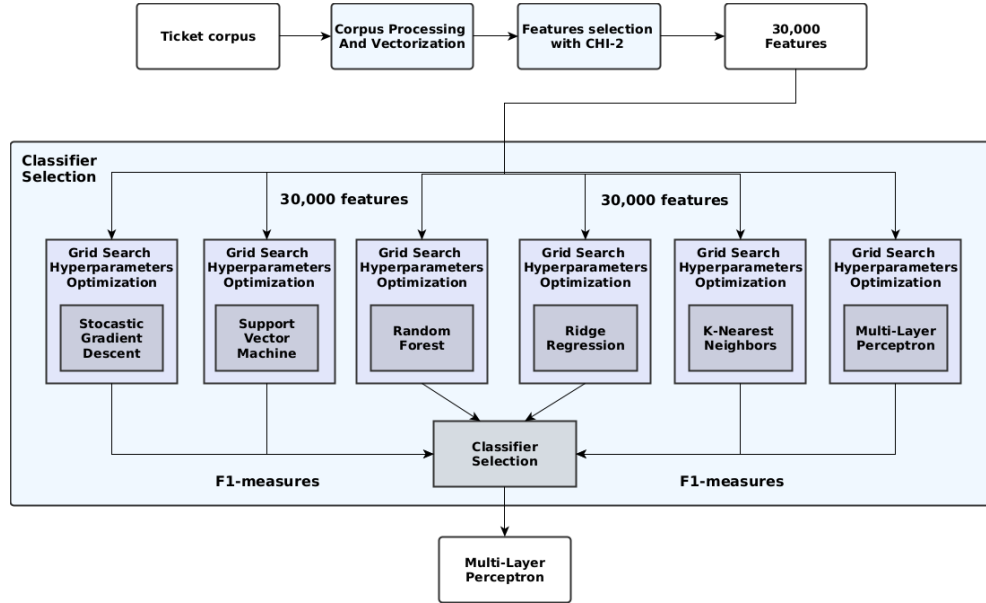 Ticket corpus
Corpus Processing
And Vectorization
Features selection
with CHI-2
30,000
Features
Classifier
Selection
30,000 features
30,000 features
Grid Search
Hyperparameters
Optimization
Stocastic
Gradient
Descent
Grid Search
Hyperparameters
Optimization
Support
Vector
Machine
Grid Search
Hyperparameters
Optimization
Random
Forest
Grid Search
Hyperparameters
Optimization
Ridge
Regression
Grid Search
Hyperparameters
Optimization
K-Nearest
Neighbors
Grid Search
Hyperparameters
Optimization
Multi-Layer
Perceptron
Classifier
Selection
F1-measures
F1-measures
Multi-Layer
Perceptron